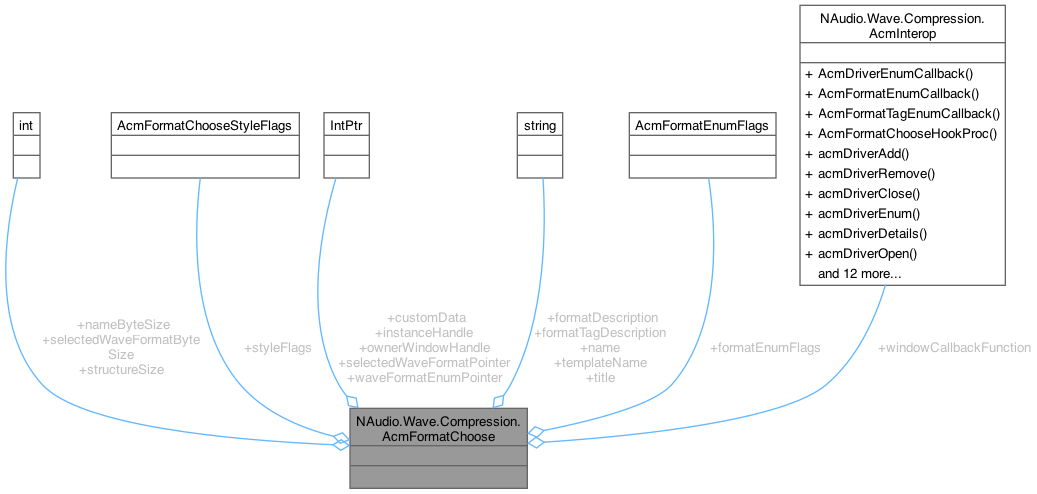 NAudio.Wave.Compression.
AcmInterop
+ AcmDriverEnumCallback()
+ AcmFormatEnumCallback()
+ AcmFormatTagEnumCallback()
+ AcmFormatChooseHookProc()
+ acmDriverAdd()
+ acmDriverRemove()
+ acmDriverClose()
+ acmDriverEnum()
+ acmDriverDetails()
+ acmDriverOpen()
and 12 more...
int
AcmFormatChooseStyleFlags
IntPtr
string
AcmFormatEnumFlags
+nameByteSize
+selectedWaveFormatByte
Size
+structureSize
+styleFlags
+customData
+instanceHandle
+ownerWindowHandle
+selectedWaveFormatPointer
+waveFormatEnumPointer
+formatDescription
+formatTagDescription
+name
+templateName
+title
+formatEnumFlags
+windowCallbackFunction
NAudio.Wave.Compression.
AcmFormatChoose